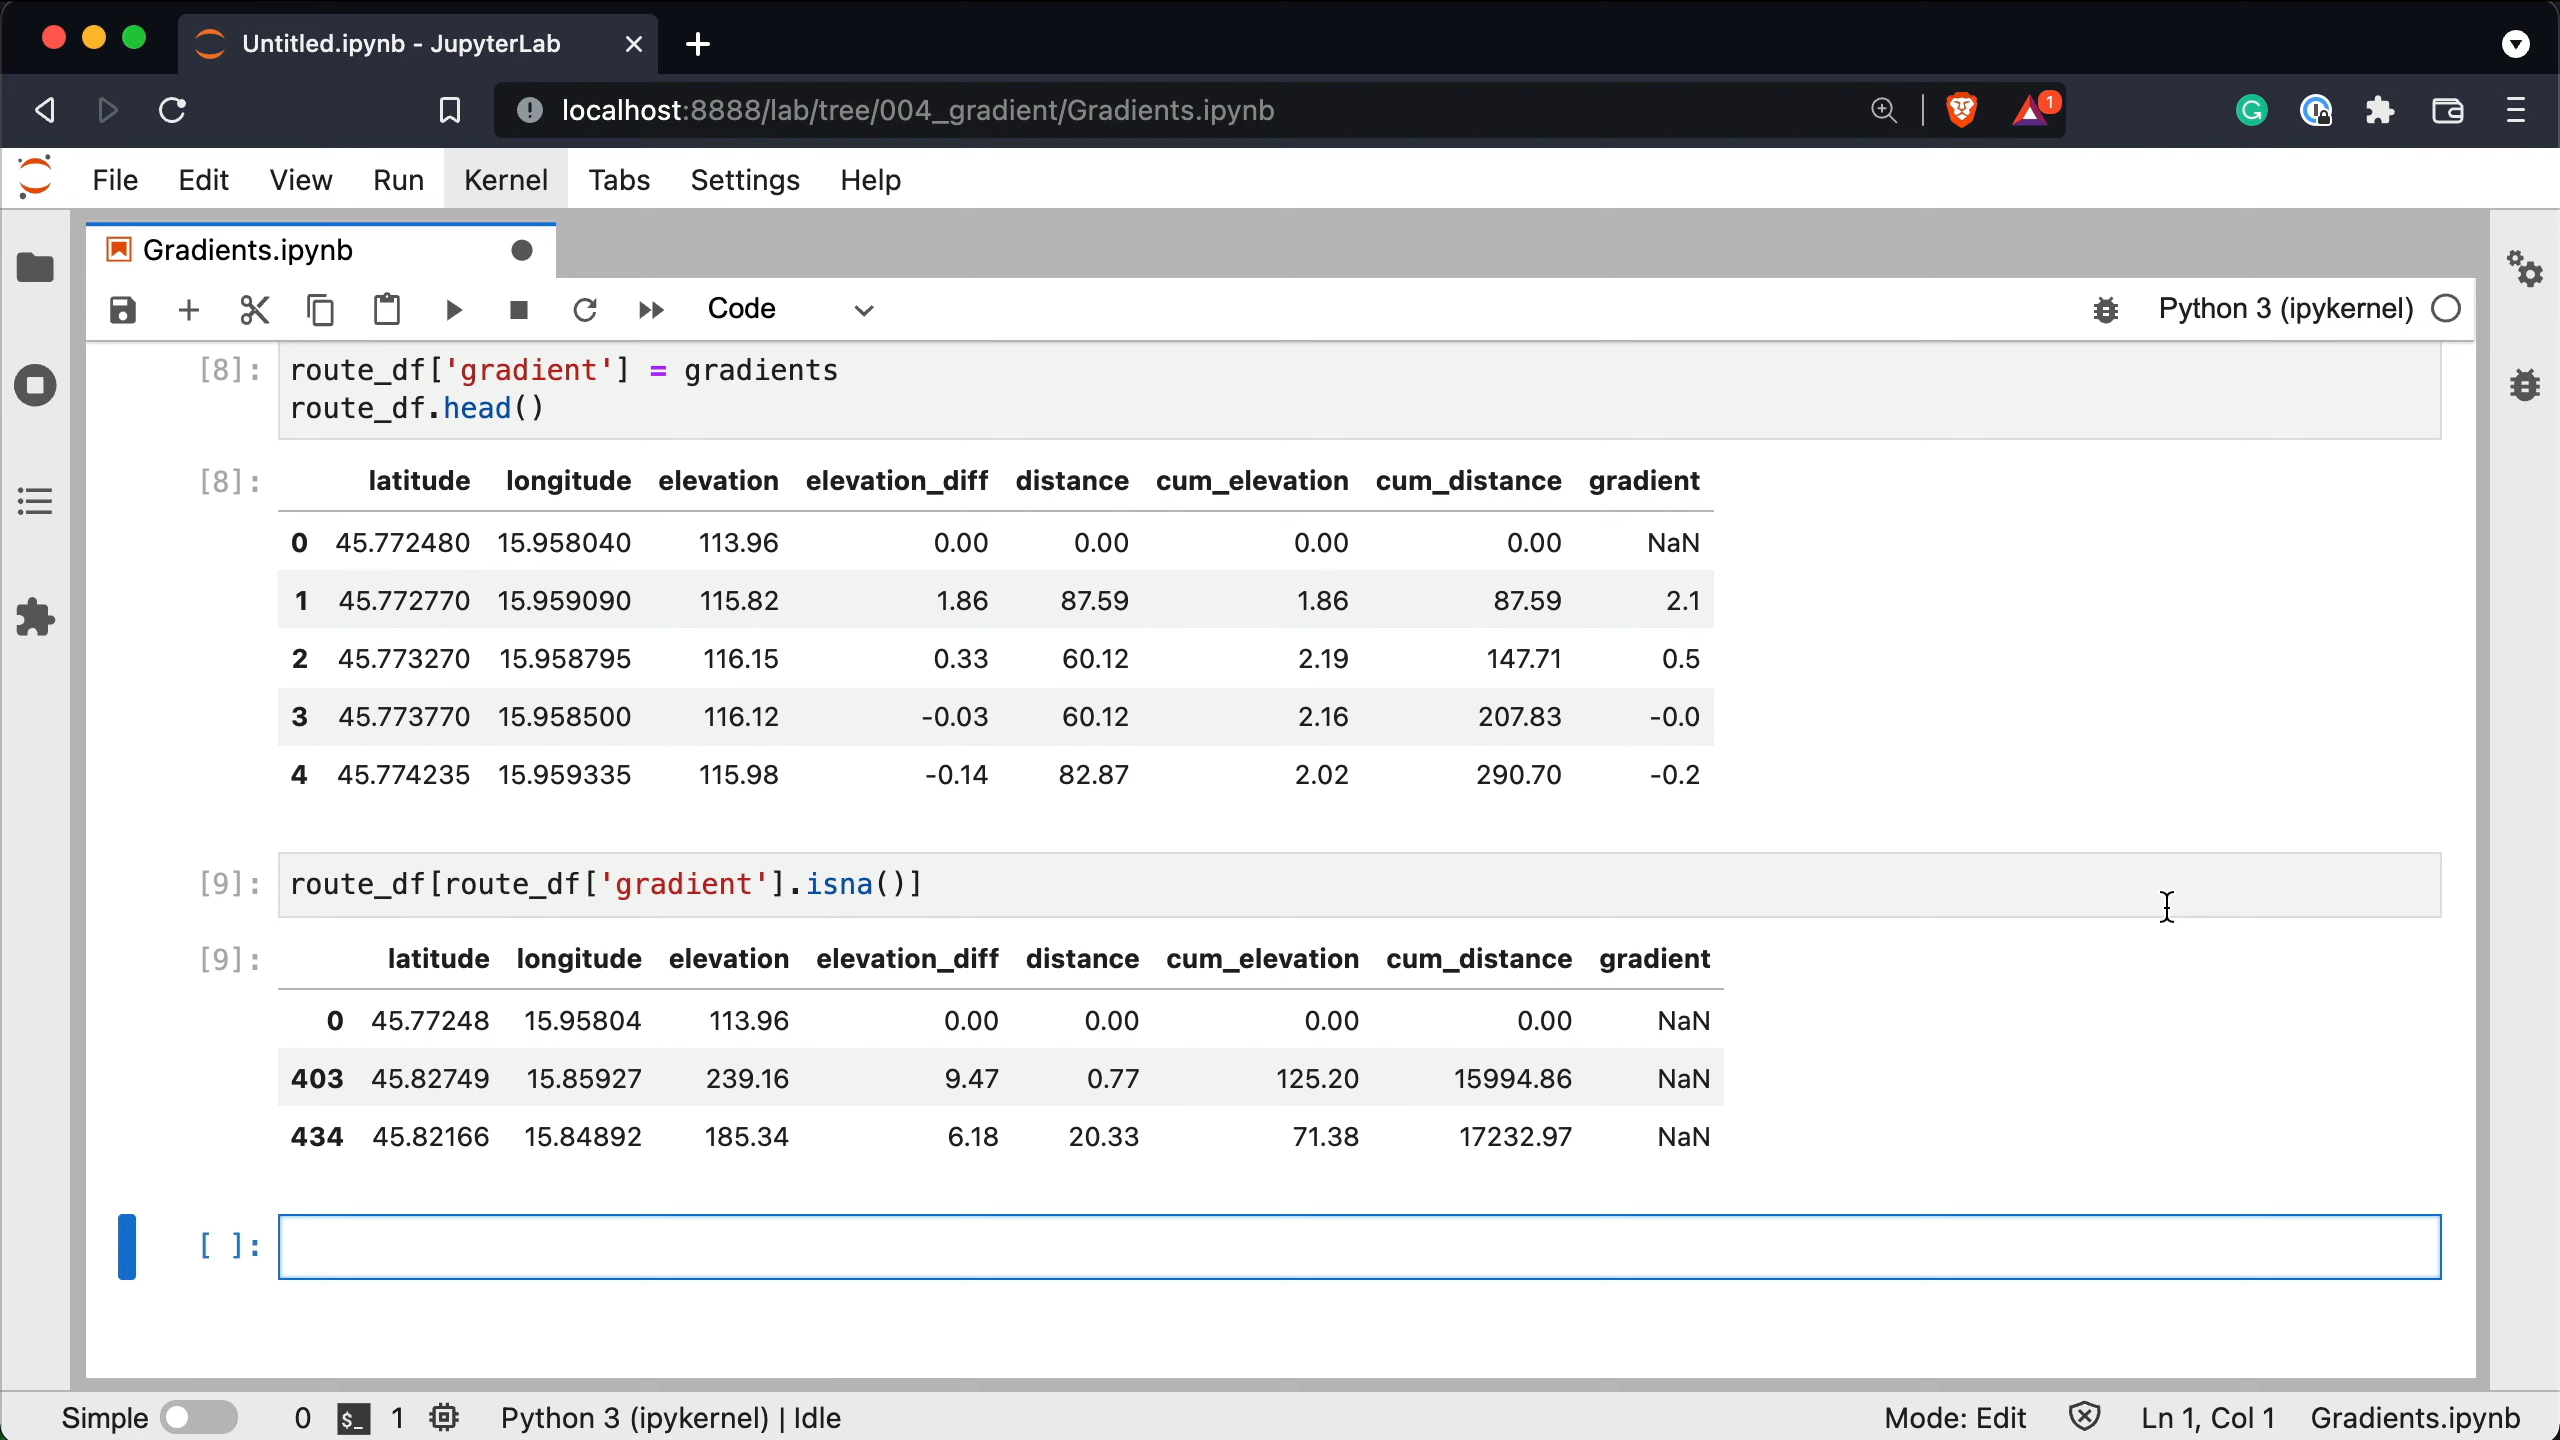 Untitled.ipynb - JupyterLab
localhost:8888/lab/tree/004_gradient/Gradients.ipynb
1
File Edit View Run Kernel Tabs Settings Help
Gradients.ipynb
Code
Python 3 (ipykernel)
[8]: route_df['gradient'] = gradients
route_df.head()
[8]: latitude longitude elevation elevation_diff distance cum_elevation cum_distance gradient
0 45.772480 15.958040 113.96 0.00 0.00 0.00 0.00 NaN
1 45.772770 15.959090 115.82 1.86 87.59 1.86 87.59 2.1
2 45.773270 15.958795 116.15 0.33 60.12 2.19 147.71 0.5
3 45.773770 15.958500 116.12 -0.03 60.12 2.16 207.83 -0.0
4 45.774235 15.959335 115.98 -0.14 82.87 2.02 290.70 -0.2
[9]: route_df[route_df['gradient'].isna()]
[9]: latitude longitude elevation elevation_diff distance cum_elevation cum_distance gradient
0 45.77248 15.95804 113.96 0.00 0.00 0.00 0.00 NaN
403 45.82749 15.85927 239.16 9.47 0.77 125.20 15994.86 NaN
434 45.82166 15.84892 185.34 6.18 20.33 71.38 17232.97 NaN
[ ]:
Simple 0 $_ 1 Python 3 (ipykernel) | Idle Mode: Edit Ln 1, Col 1 Gradients.ipynb